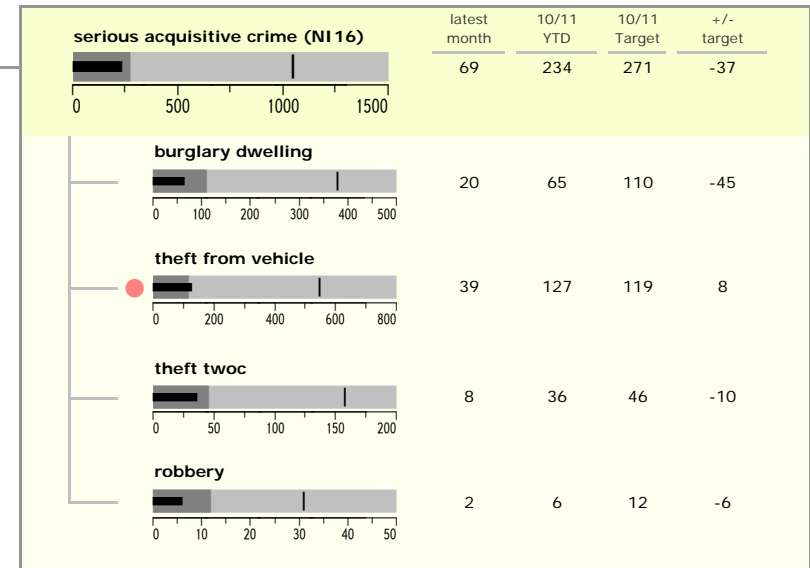 latest 10/11 10/11 +/-
serious acquisitive crime (NI16) month YTD Target target
69 234 271 -37
0 500 1000 1500
burglary dwelling
20 65 110 -45
0 100 200 300 400 500
theft from vehicle
39 127 119 8
0 200 400 600 800
theft twoc
8 36 46 -10
0 50 100 150 200
robbery
2 6 12 -6
0 10 20 30 40 50